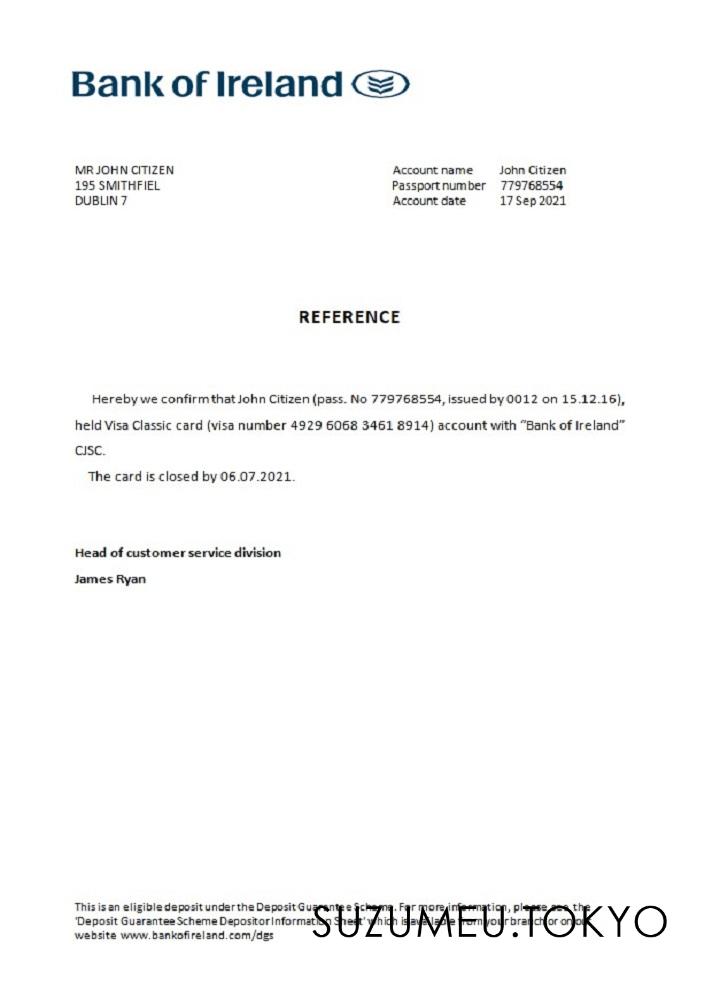 Bank of Ireland
MR JOHN CITIZEN
195 SMITHFIEL
DUBLIN 7
Account name John Citizen
Passport number 779768554
Account date 17 Sep 2021
REFERENCE
Hereby we confirm that John Citizen (pass. No 779768554, issued by 0012 on 15.12.16),
held Visa Classic card (visa number 4929 6068 3461 8914) account with “Bank of Ireland”
CJSC.
The card is closed by 06.07.2021.
Head of customer service division
James Ryan
This is an eligible deposit under the Deposit Guarantee Scheme. For more information, please see the
'Deposit Guarantee Scheme Depositor Information Sheet' which is available from your branch or on our
website www.bankofireland.com/dgs
SUZUMEU.TOKYO